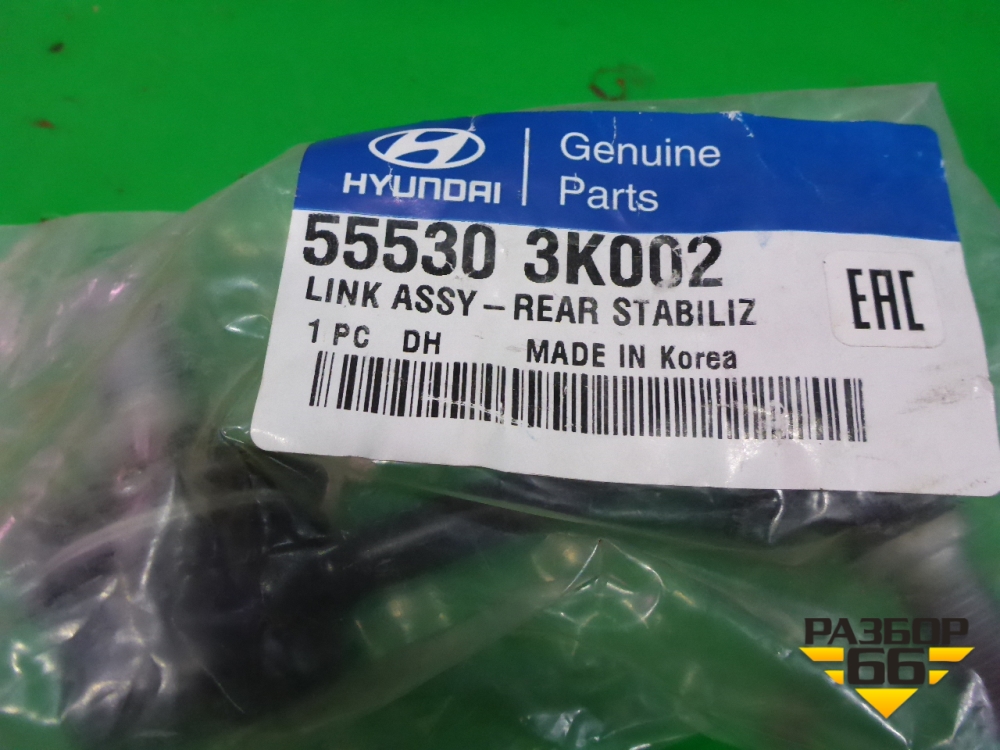 HYUNDAI
Genuine
Parts
55530 3K002
LINK ASSY-REAR STABILIZ
1 PC DH MADE IN Korea
EAC
РАЗБОР
66